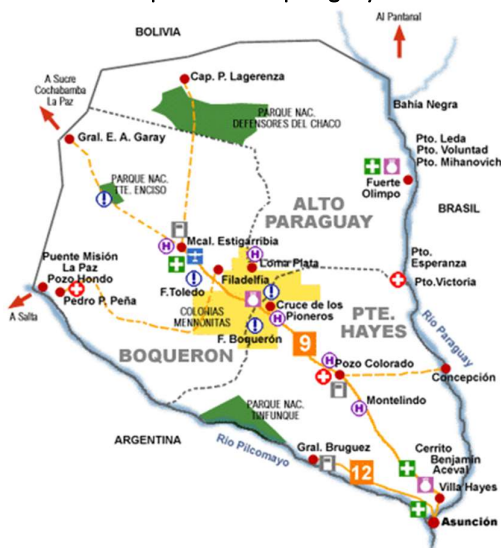 Al Pantanal
BOLIVIA
A Sucre
Cochabamba
La Paz
Cap. P. Lagerenza
Bahía Negra
PARQUE NAC.
DEFENSORES DEL CHACO
Gral. E. A. Garay
Pto. Leda
Pto. Voluntad
Pto. Mihanovich
PARQUE NAC.
TTE. ENCISO
Fuerte
Olimpo
ALTO
PARAGUAY
BRASIL
H
Mcal. Estigarribia
H
Loma Plata
Pto.
Esperanza
Puente Misión
La Paz
Pozo Hondo
Filadelfia
Pto.Victoria
F.Toledo
Pedro P. Peña
Cruce de los
Pioneros
A Salta
COLONIAS
MENNONITAS
H
PTE.
HAYES
F. Boquerón
Río Paraguay
BOQUERON
9
H
Pozo Colorado
Concepción
PARQUE NAC.
TINFUNQUE
H
Montelindo
ARGENTINA
Río Pilcomayo
Gral. Bruguez
Cerrito
Benjamín
Aceval
12
Villa Hayes
Asunción